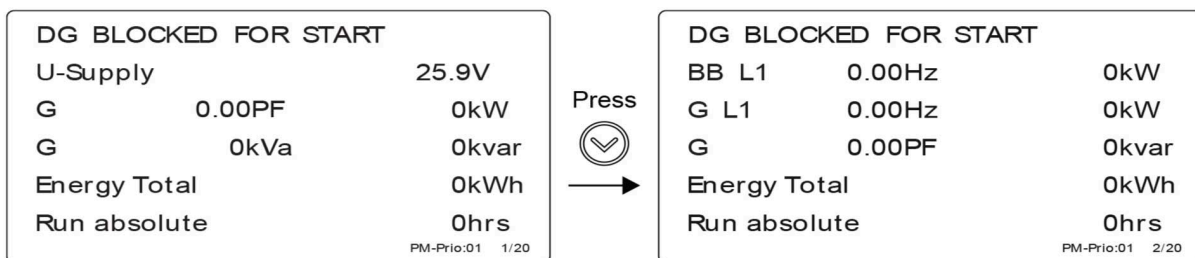 DG BLOCKED FOR START
U-Supply 25.9V
G 0.00PF 0kW
G 0kVa 0kvar
Energy Total 0kWh
Run absolute 0hrs
PM-Prio:01 1/20
Press
DG BLOCKED FOR START
BB L1 0.00Hz 0kW
G L1 0.00Hz 0kW
G 0.00PF 0kvar
Energy Total 0kWh
Run absolute 0hrs
PM-Prio:01 2/20